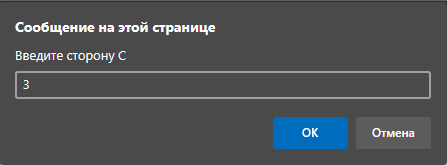 Сообщение на этой странице
Введите сторону С
3
ОК
Отмена